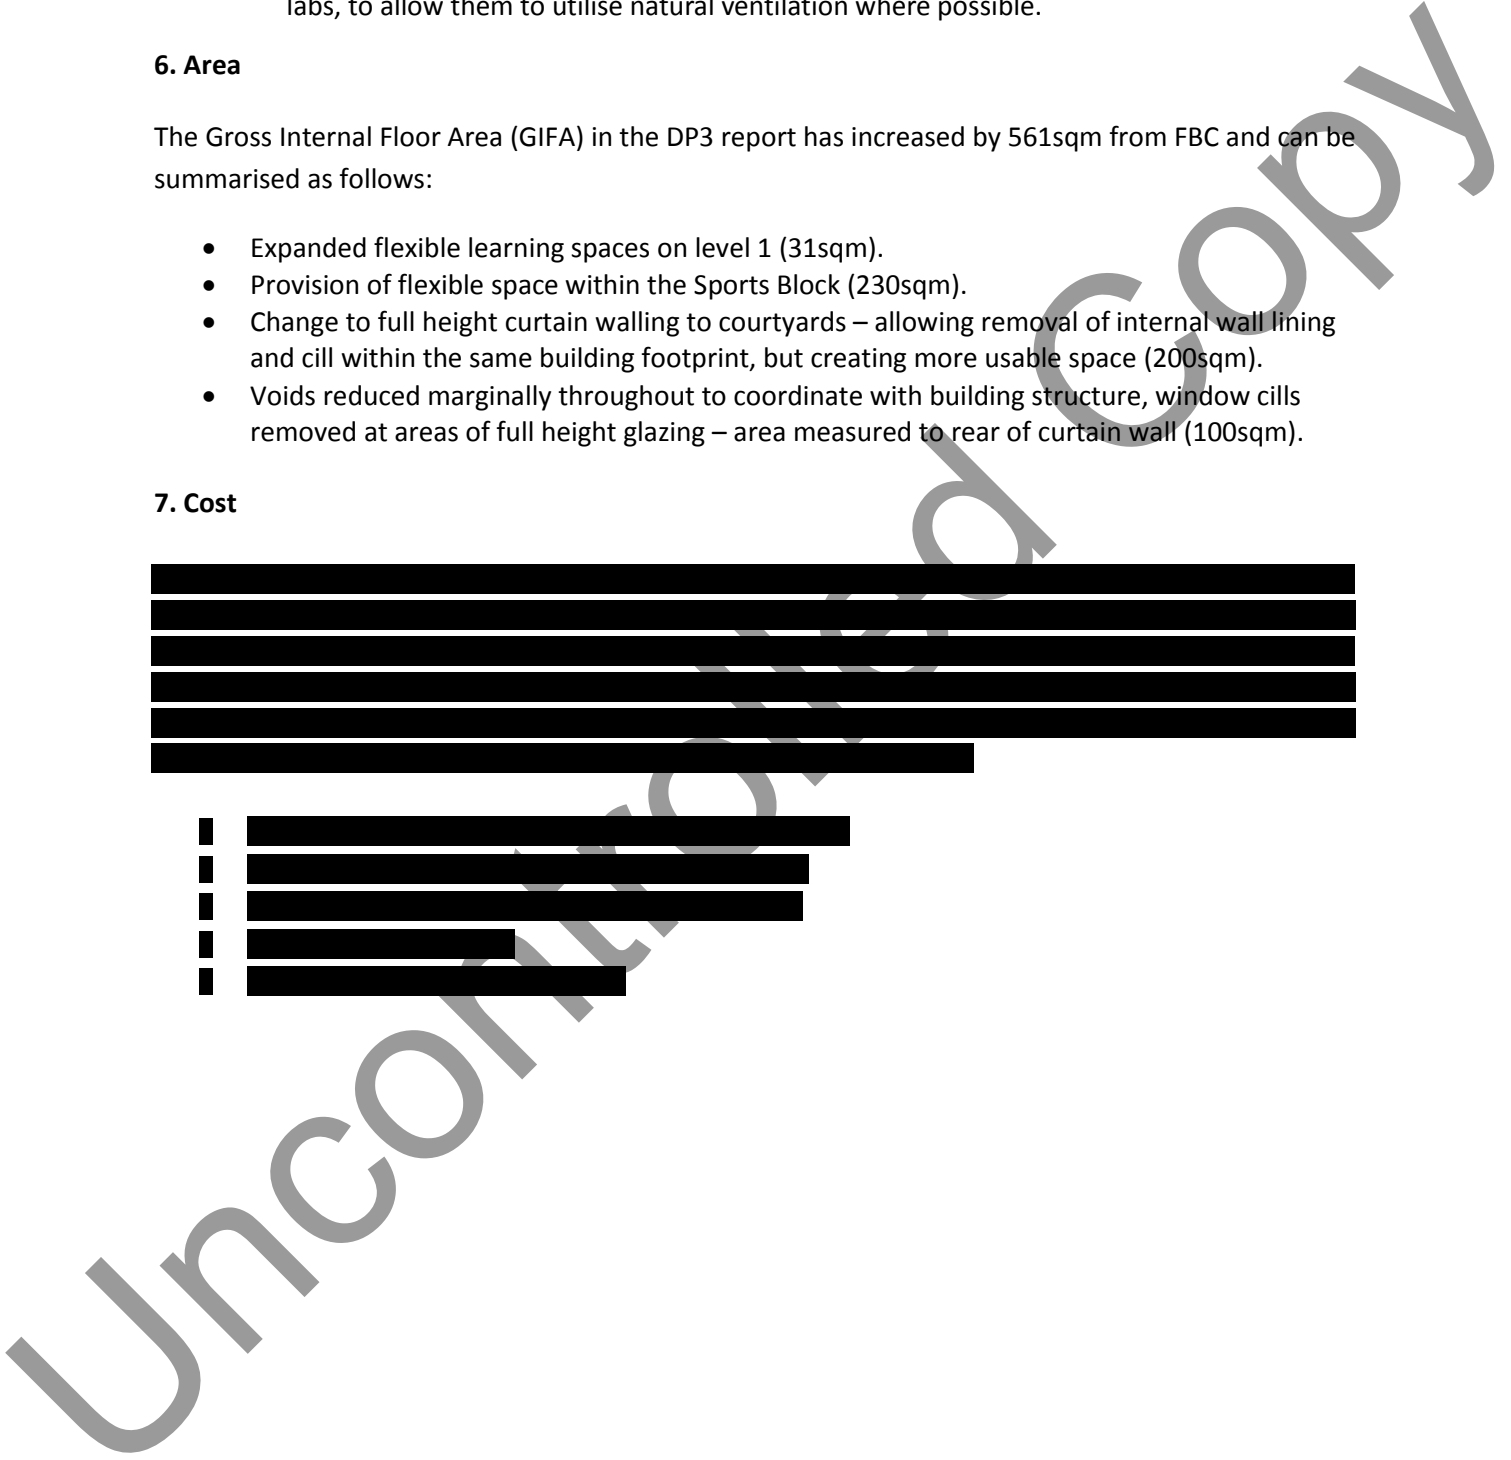 labs, to allow them to utilise natural ventilation where possible.
6. Area
The Gross Internal Floor Area (GIFA) in the DP3 report has increased by 561sqm from FBC and can be
summarised as follows:
• Expanded flexible learning spaces on level 1 (31sqm).
• Provision of flexible space within the Sports Block (230sqm).
• Change to full height curtain walling to courtyards – allowing removal of internal wall lining
and cill within the same building footprint, but creating more usable space (200sqm).
• Voids reduced marginally throughout to coordinate with building structure, window cills
removed at areas of full height glazing – area measured to rear of curtain wall (100sqm).
7. Cost
Uncontrolled Copy